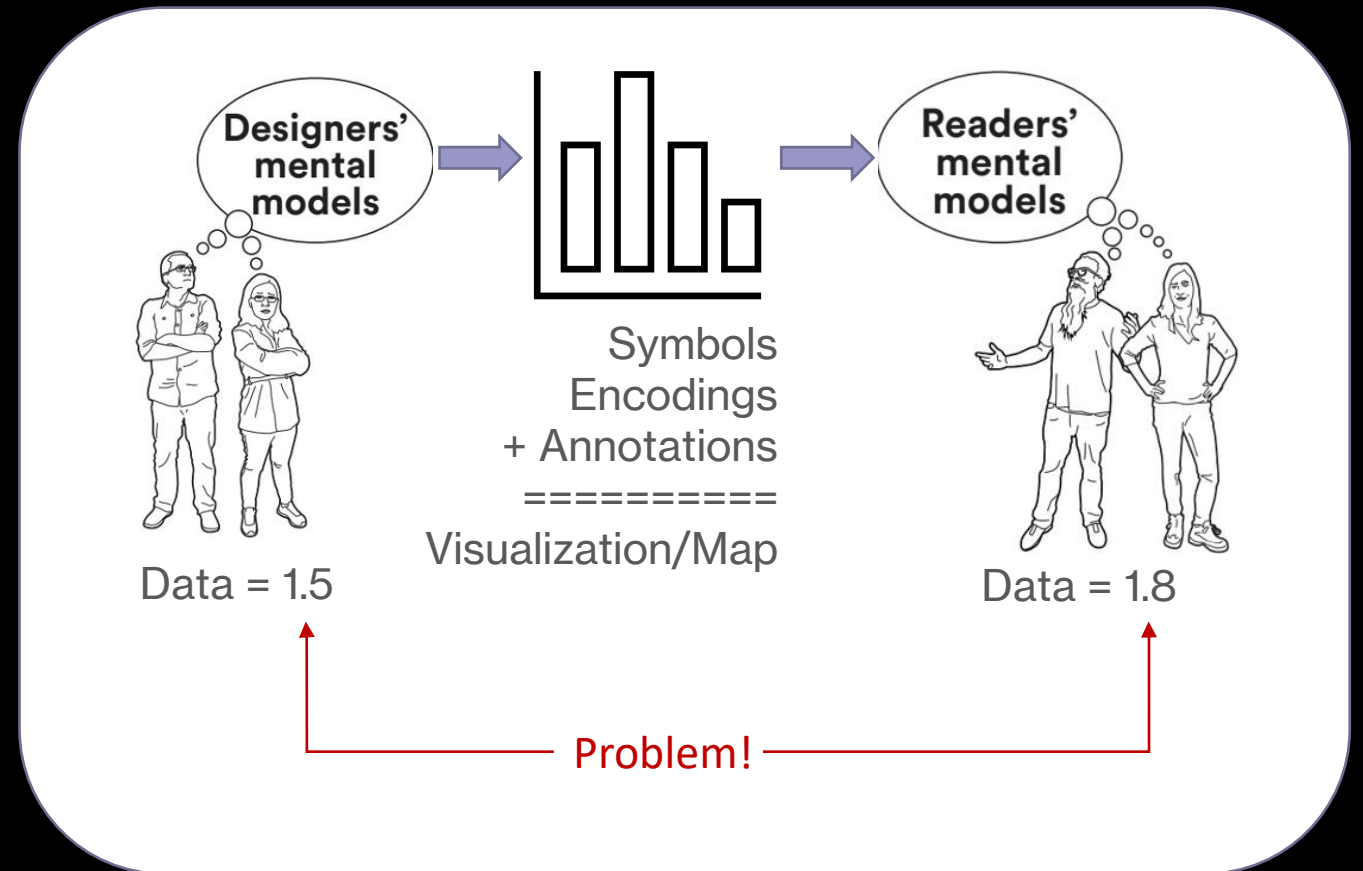 Designers'
mental
models
Readers'
mental
models
Symbols
Encodings
+ Annotations
==========
Visualization/Map
Data = 1.5
Data = 1.8
Problem!